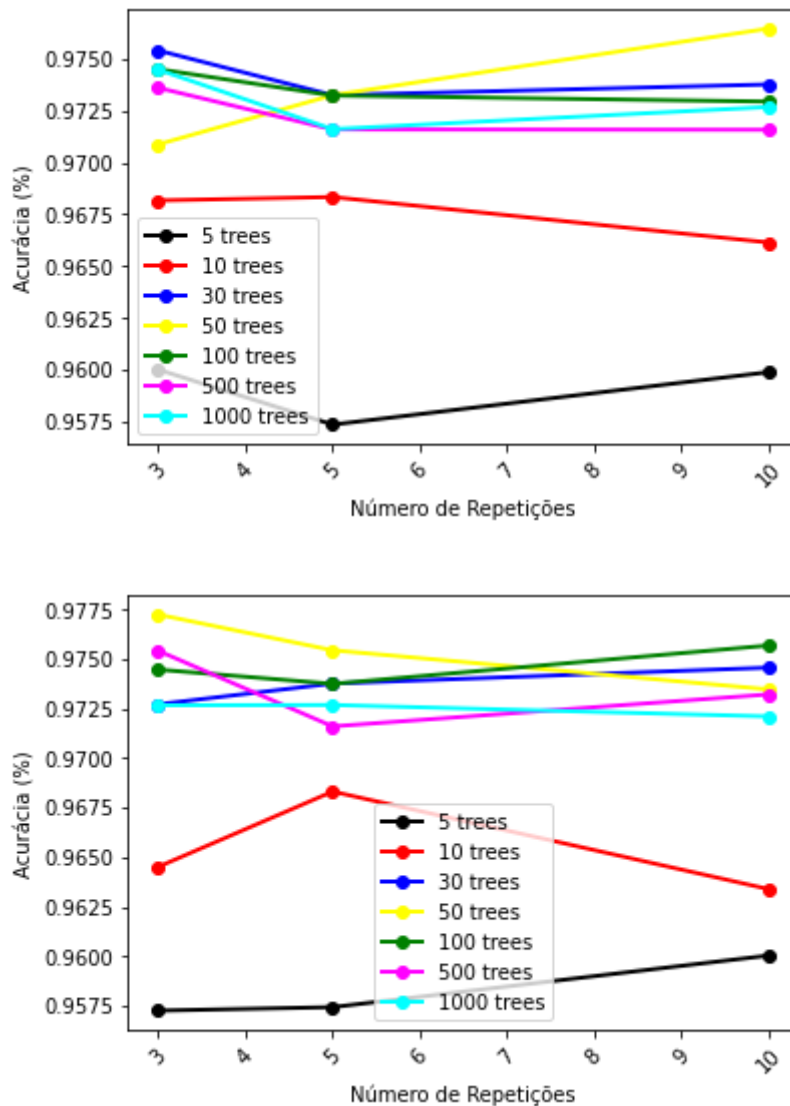 0.9750
0.9725
0.9700
0.9675
0.9650
0.9625
0.9600
0.9575
Acurácia (%)
5 trees
10 trees
30 trees
50 trees
100 trees
500 trees
1000 trees
3 4 5 6 7 8 9 10
Número de Repetições
0.9775
0.9750
0.9725
0.9700
0.9675
0.9650
0.9625
0.9600
0.9575
Acurácia (%)
5 trees
10 trees
30 trees
50 trees
100 trees
500 trees
1000 trees
3 4 5 6 7 8 9 10
Número de Repetições